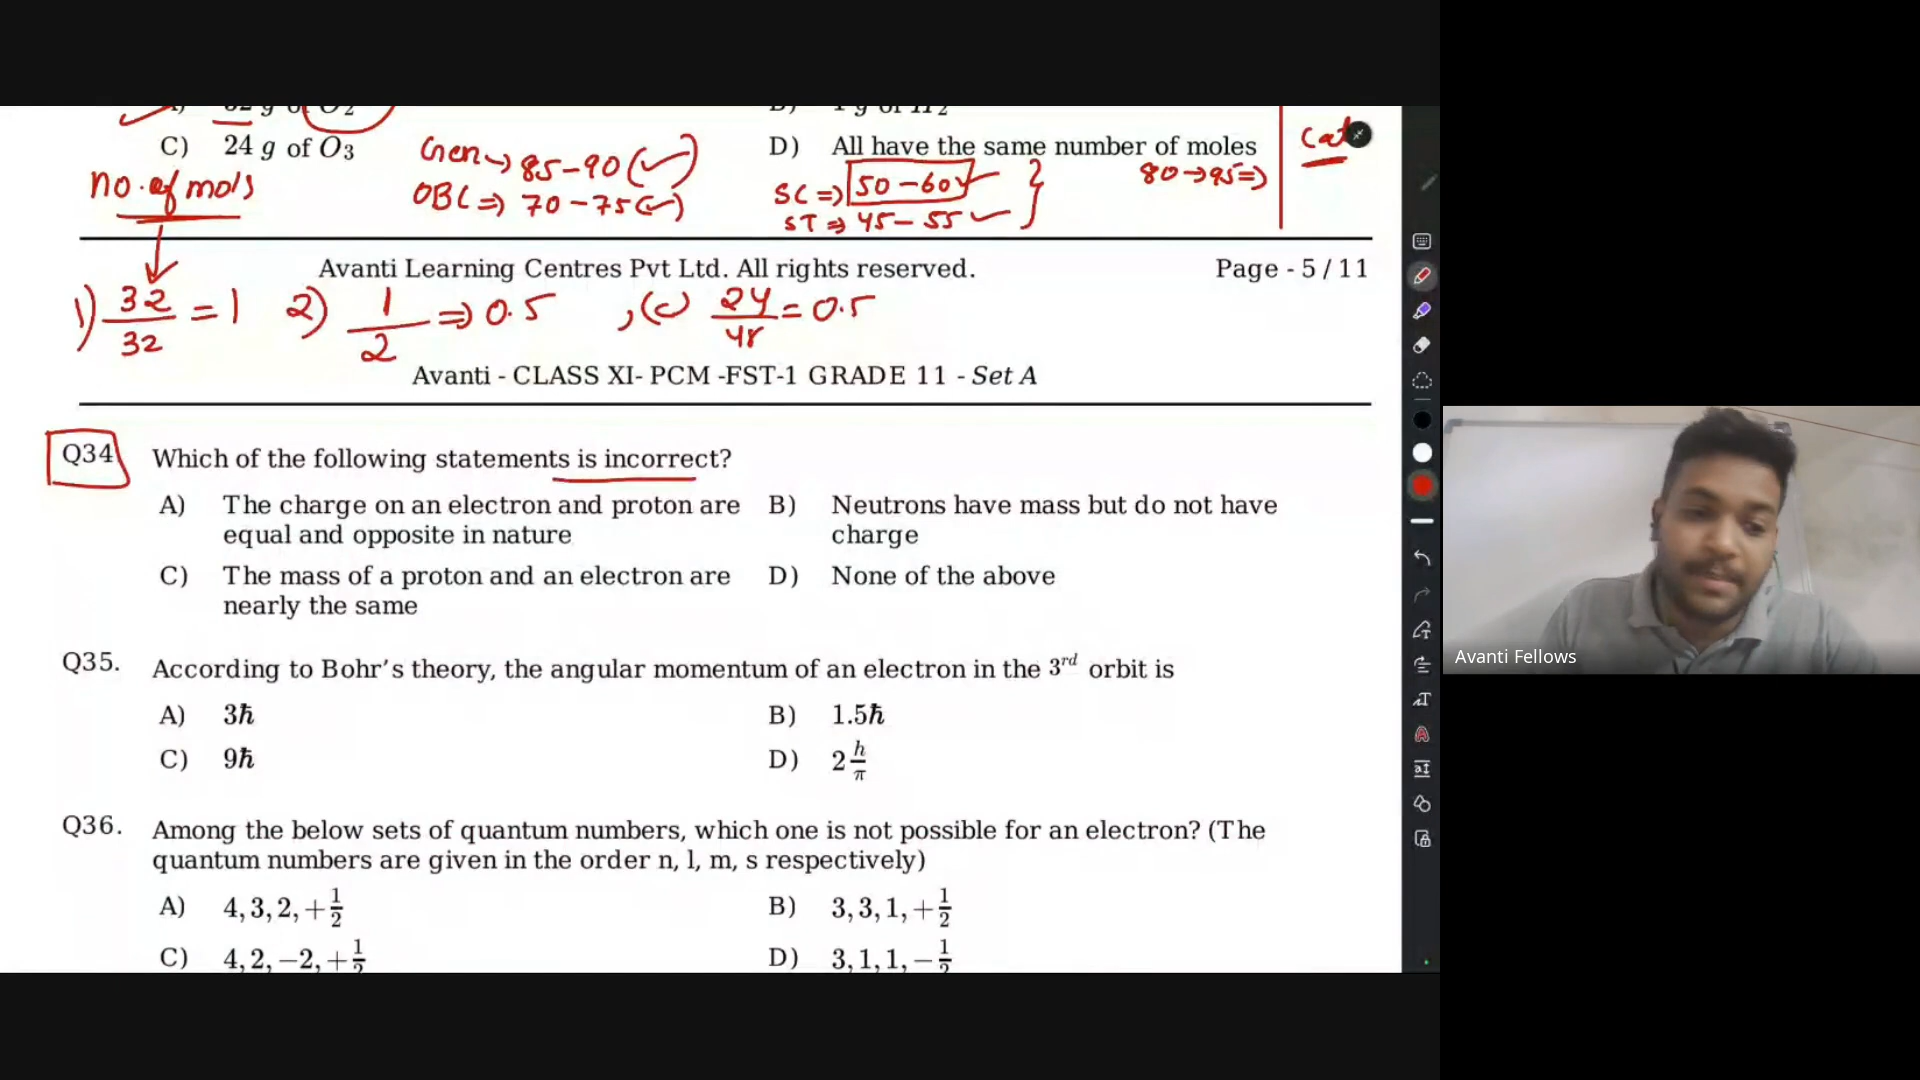 g of O2
1 g of H2
C) 24 g of O3
D) All have the same number of moles
Cat
no. of mols
Gen → 85-90 (✓)
OBC ⇒ 70-75 (✓)
SC ⇒ 50-60 ✓
ST ⇒ 45-55 ✓
80 → 95 ⇒
Avanti Learning Centres Pvt Ltd. All rights reserved.
Page - 5 / 11
1) 32/32 = 1 2) 1/2 ⇒ 0.5 , (c) 24/48 = 0.5
Avanti - CLASS XI- PCM -FST-1 GRADE 11 - Set A
Q34 Which of the following statements is incorrect?
A) The charge on an electron and proton are
equal and opposite in nature
B) Neutrons have mass but do not have
charge
C) The mass of a proton and an electron are
nearly the same
D) None of the above
Q35. According to Bohr's theory, the angular momentum of an electron in the 3rd orbit is
A) 3ħ
B) 1.5ħ
C) 9ħ
D) 2 h/π
Q36. Among the below sets of quantum numbers, which one is not possible for an electron? (The
quantum numbers are given in the order n, l, m, s respectively)
A) 4, 3, 2, +1/2
B) 3, 3, 1, +1/2
C) 4, 2, −2, +1/2
D) 3, 1, 1, −1/2
Avanti Fellows